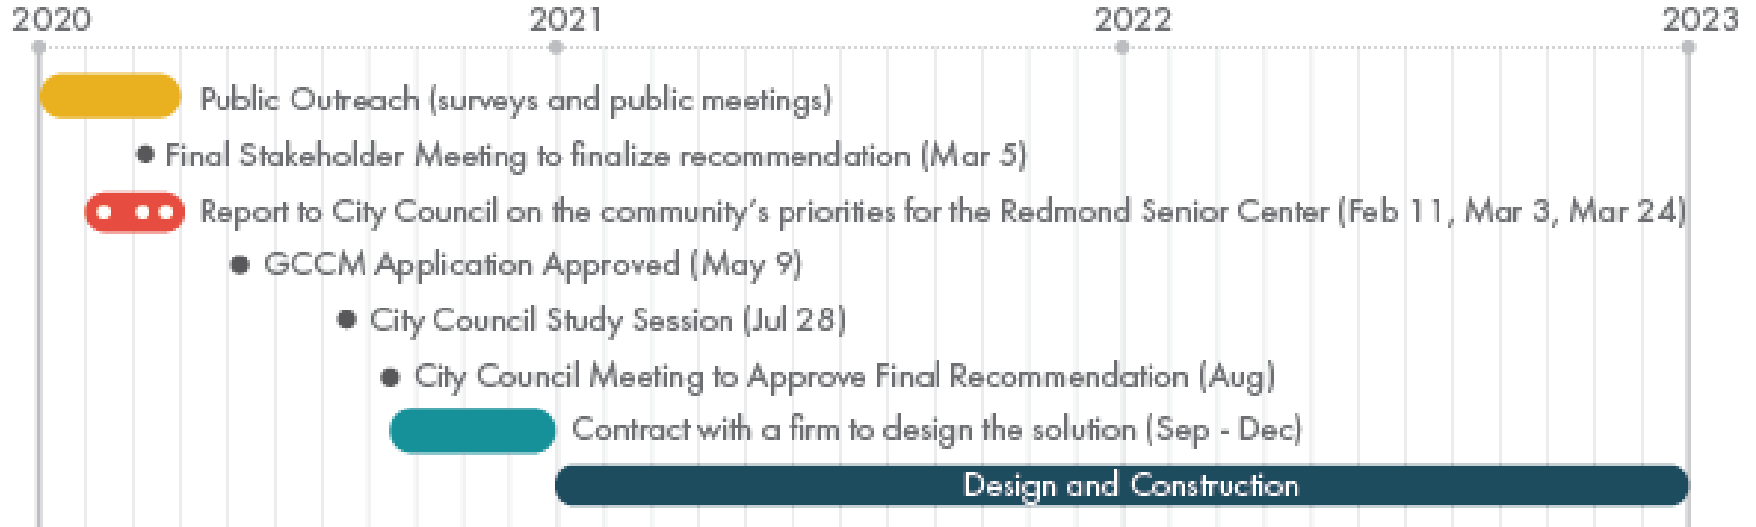 2020 2021 2022 2023
Public Outreach (surveys and public meetings)
Final Stakeholder Meeting to finalize recommendation (Mar 5)
Report to City Council on the community's priorities for the Redmond Senior Center (Feb 11, Mar 3, Mar 24)
GCCM Application Approved (May 9)
City Council Study Session (Jul 28)
City Council Meeting to Approve Final Recommendation (Aug)
Contract with a firm to design the solution (Sep - Dec)
Design and Construction